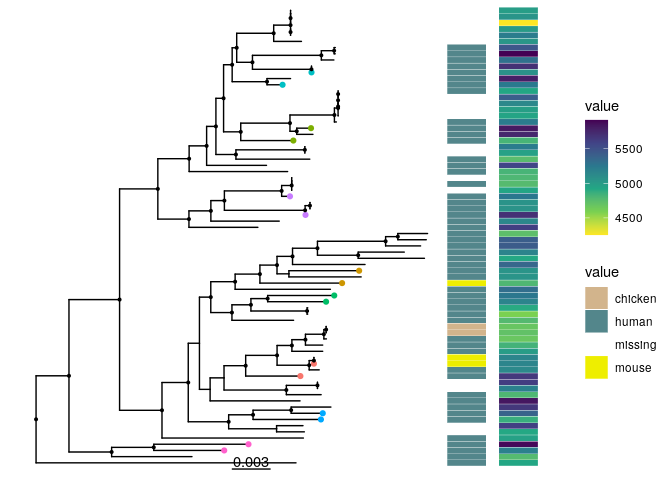 value
5500
5000
4500
value
chicken
human
missing
mouse
0.003